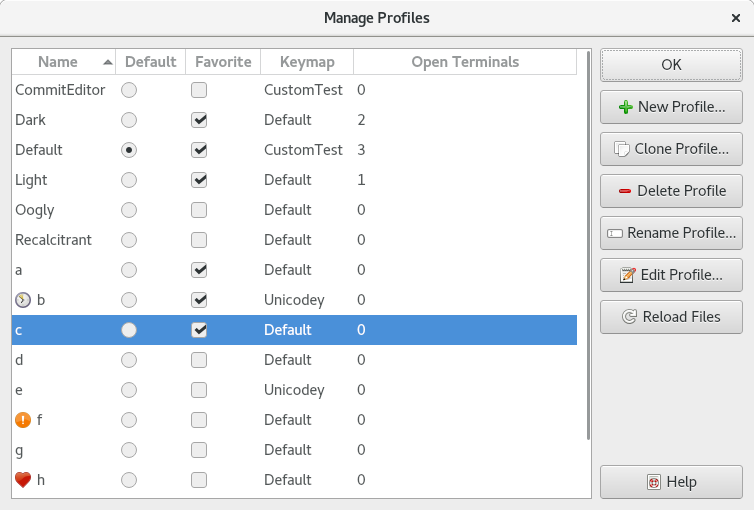 Manage Profiles
Name Default Favorite Keymap Open Terminals
CommitEditor CustomTest 0
Dark Default 2
Default CustomTest 3
Light Default 1
Oogly Default 0
Recalcitrant Default 0
a Default 0
b Unicodey 0
c Default 0
d Default 0
e Unicodey 0
f Default 0
g Default 0
h Default 0
OK
New Profile...
Clone Profile...
Delete Profile
Rename Profile...
Edit Profile...
Reload Files
Help